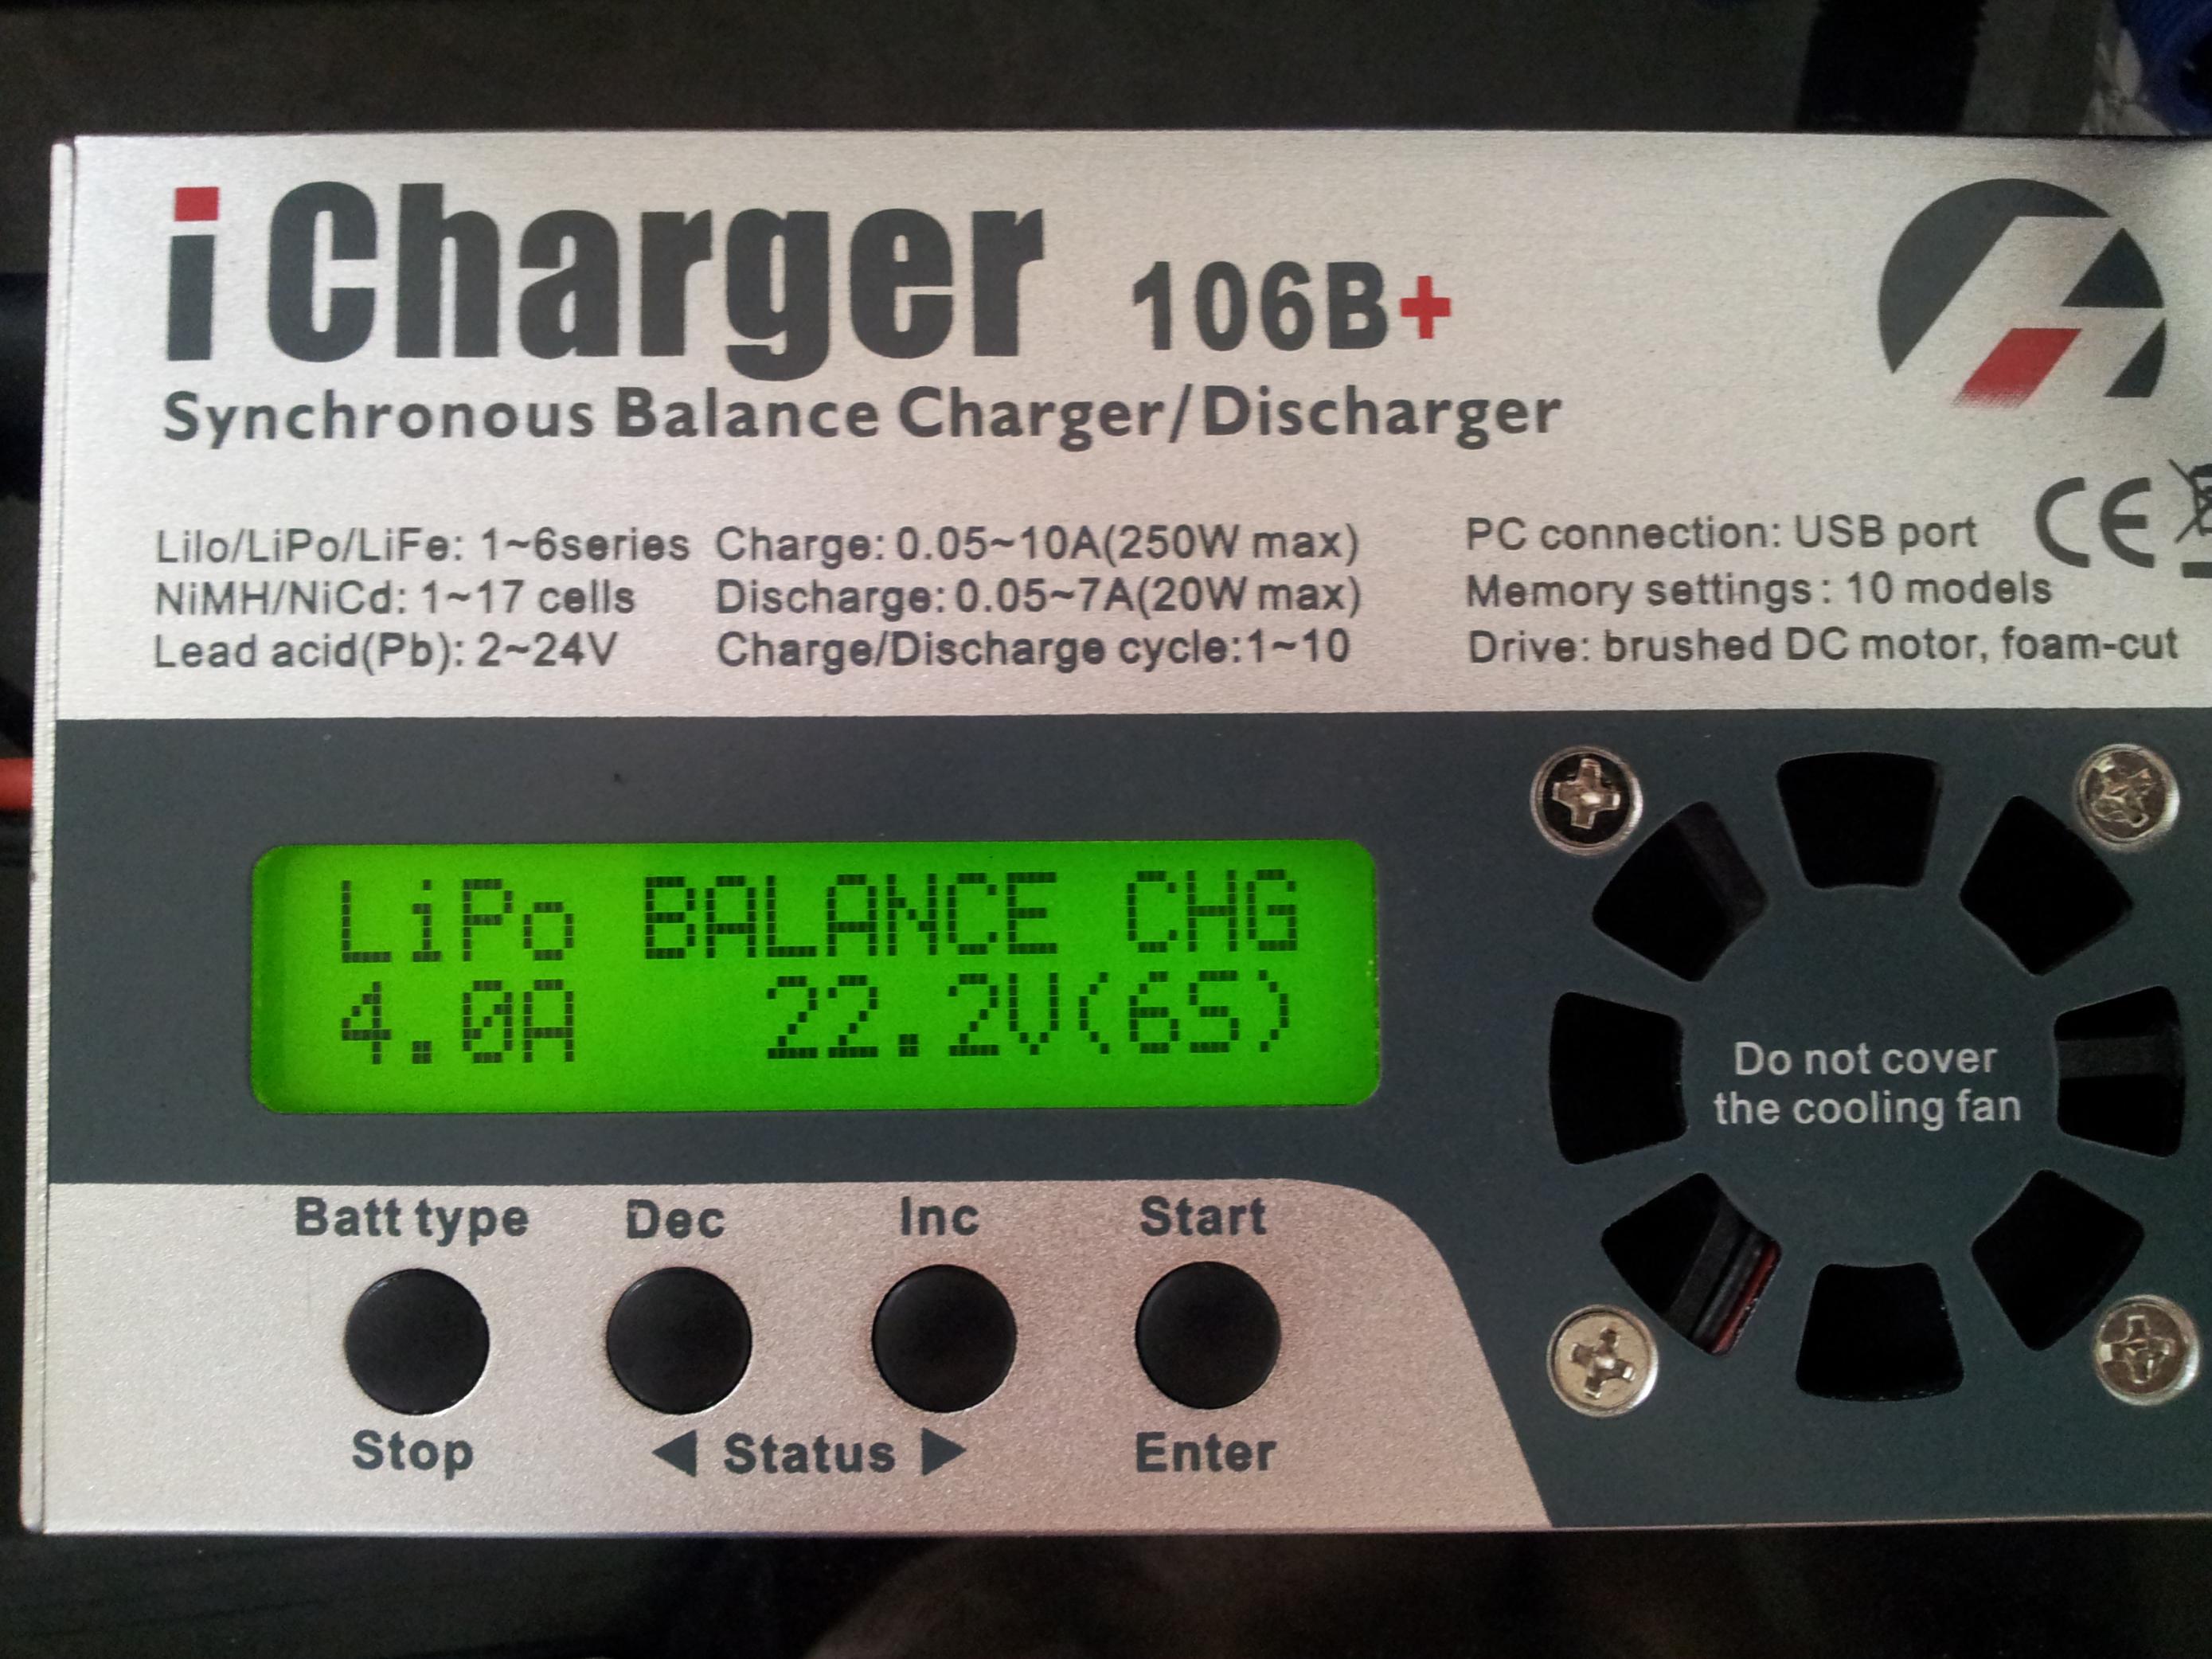 iCharger 106B+
Synchronous Balance Charger/Discharger
LiIo/LiPo/LiFe: 1~6series
NiMH/NiCd: 1~17 cells
Lead acid(Pb): 2~24V
Charge: 0.05~10A(250W max)
Discharge: 0.05~7A(20W max)
Charge/Discharge cycle:1~10
PC connection: USB port
Memory settings: 10 models
Drive: brushed DC motor, foam-cut
CE
LiPo BALANCE CHG
4.0A 22.2V(6S)
Do not cover
the cooling fan
Batt type Dec Inc Start
Stop ◀ Status ▶ Enter